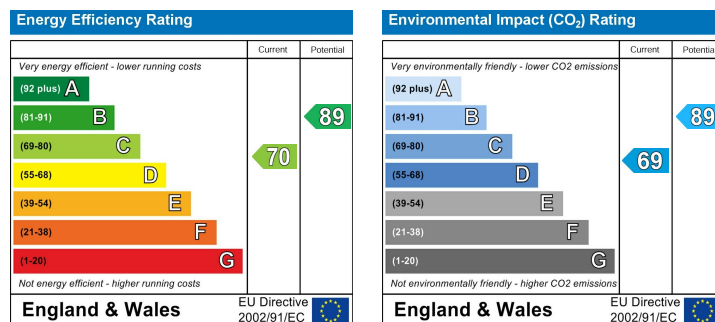 Energy Efficiency Rating
Current Potential
Very energy efficient - lower running costs
(92 plus) A
(81-91) B
89
(69-80) C
70
(55-68) D
(39-54) E
(21-38) F
(1-20) G
Not energy efficient - higher running costs
England & Wales
EU Directive
2002/91/EC
Environmental Impact (CO₂) Rating
Current Potential
Very environmentally friendly - lower CO2 emissions
(92 plus) A
(81-91) B
89
(69-80) C
69
(55-68) D
(39-54) E
(21-38) F
(1-20) G
Not environmentally friendly - higher CO2 emissions
England & Wales
EU Directive
2002/91/EC